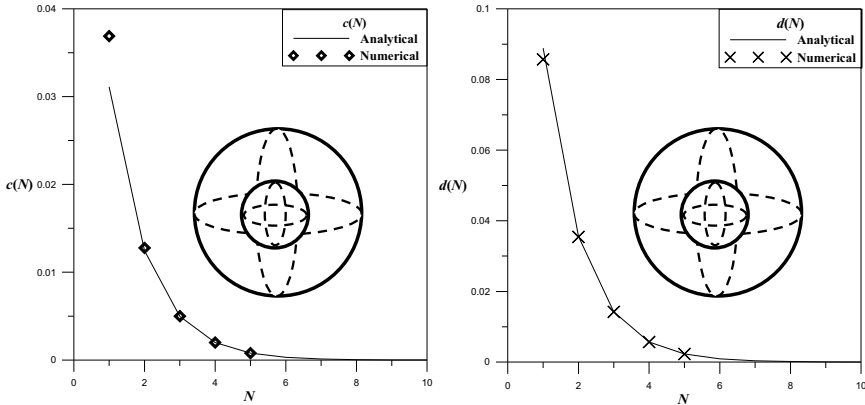 0.04
0.03
0.02
0.01
0
c(N)
c(N)
Analytical
Numerical
0 2 4 6 8 10
N
0.1
0.08
0.06
0.04
0.02
0
d(N)
d(N)
Analytical
Numerical
0 2 4 6 8 10
N